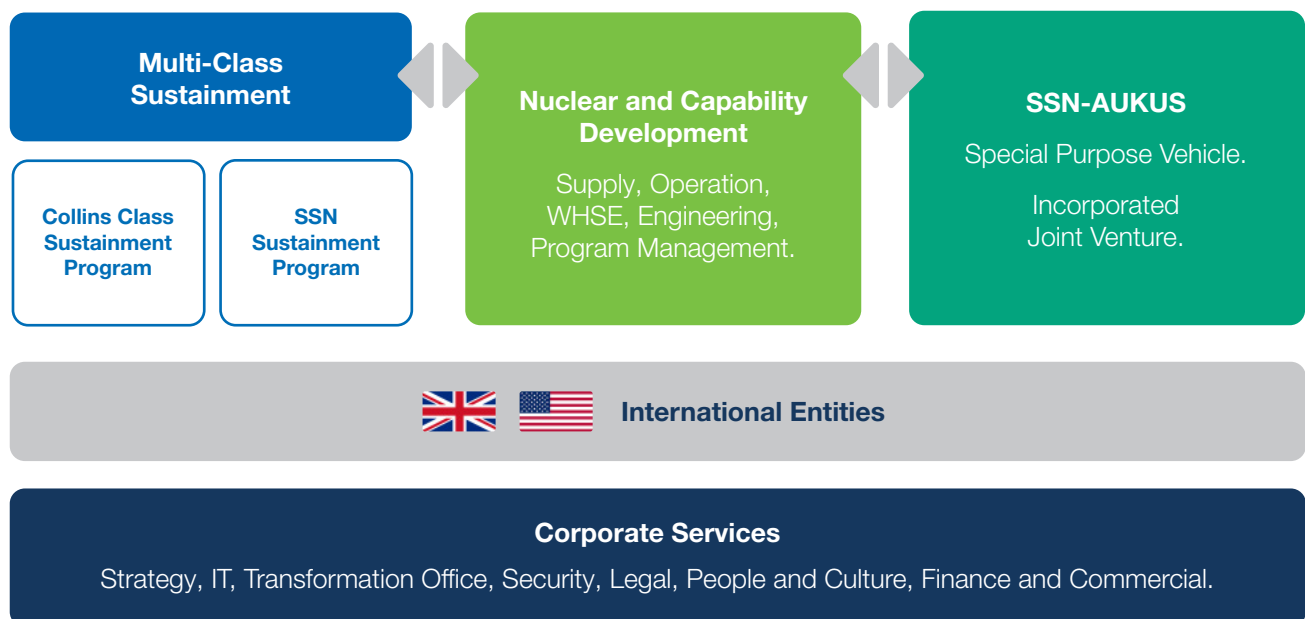 Multi-Class
Sustainment
Collins Class
Sustainment
Program
SSN
Sustainment
Program
Nuclear and Capability
Development
Supply, Operation,
WHSE, Engineering,
Program Management.
SSN-AUKUS
Special Purpose Vehicle.
Incorporated
Joint Venture.
International Entities
Corporate Services
Strategy, IT, Transformation Office, Security, Legal, People and Culture, Finance and Commercial.